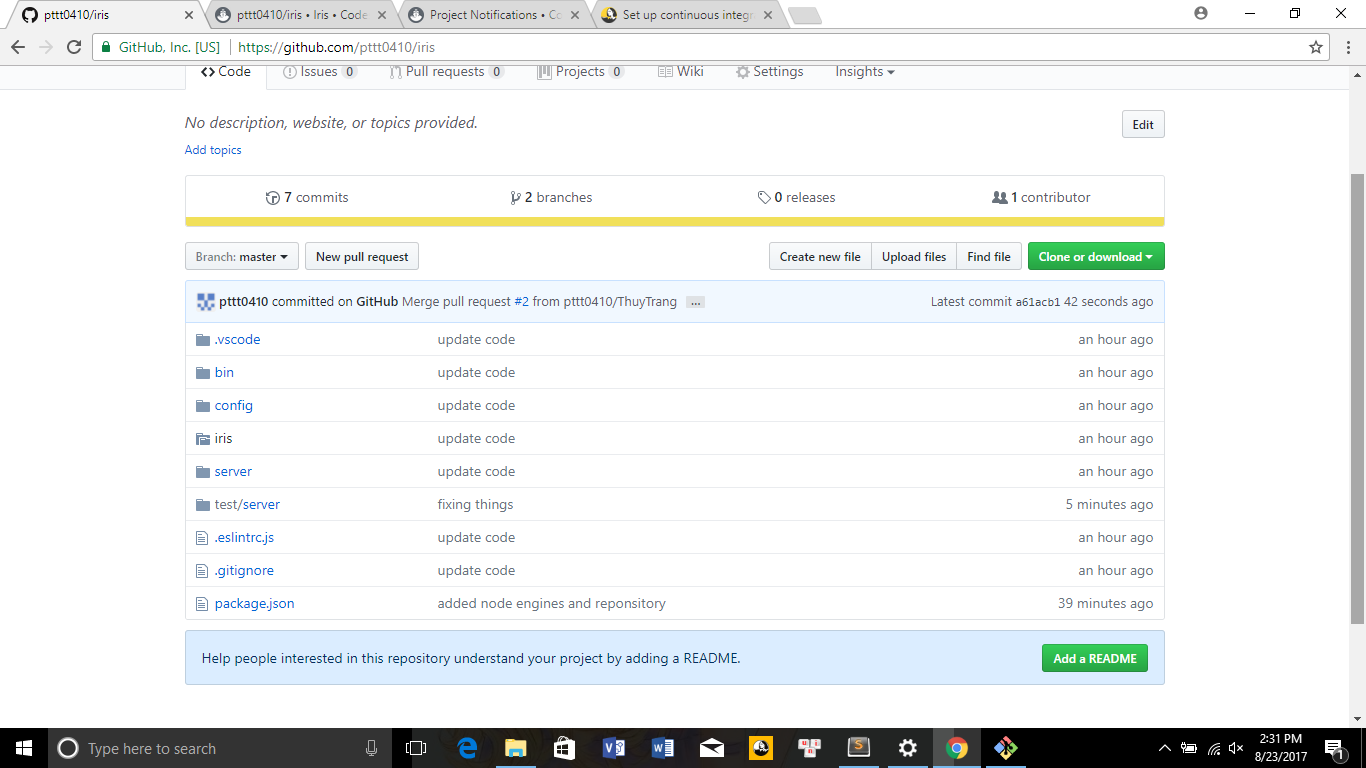 pttt0410/iris
pttt0410/iris • Iris • Code
Project Notifications • Co
Set up continuous integr
GitHub, Inc. [US] https://github.com/pttt0410/iris
Code Issues 0 Pull requests 0 Projects 0 Wiki Settings Insights
No description, website, or topics provided. Edit
Add topics
7 commits 2 branches 0 releases 1 contributor
Branch: master New pull request Create new file Upload files Find file Clone or download
pttt0410 committed on GitHub Merge pull request #2 from pttt0410/ThuyTrang ... Latest commit a61acb1 42 seconds ago
.vscode update code an hour ago
bin update code an hour ago
config update code an hour ago
iris update code an hour ago
server update code an hour ago
test/server fixing things 5 minutes ago
.eslintrc.js update code an hour ago
.gitignore update code an hour ago
package.json added node engines and reponsitory 39 minutes ago
Help people interested in this repository understand your project by adding a README. Add a README
Type here to search
2:31 PM
8/23/2017
1